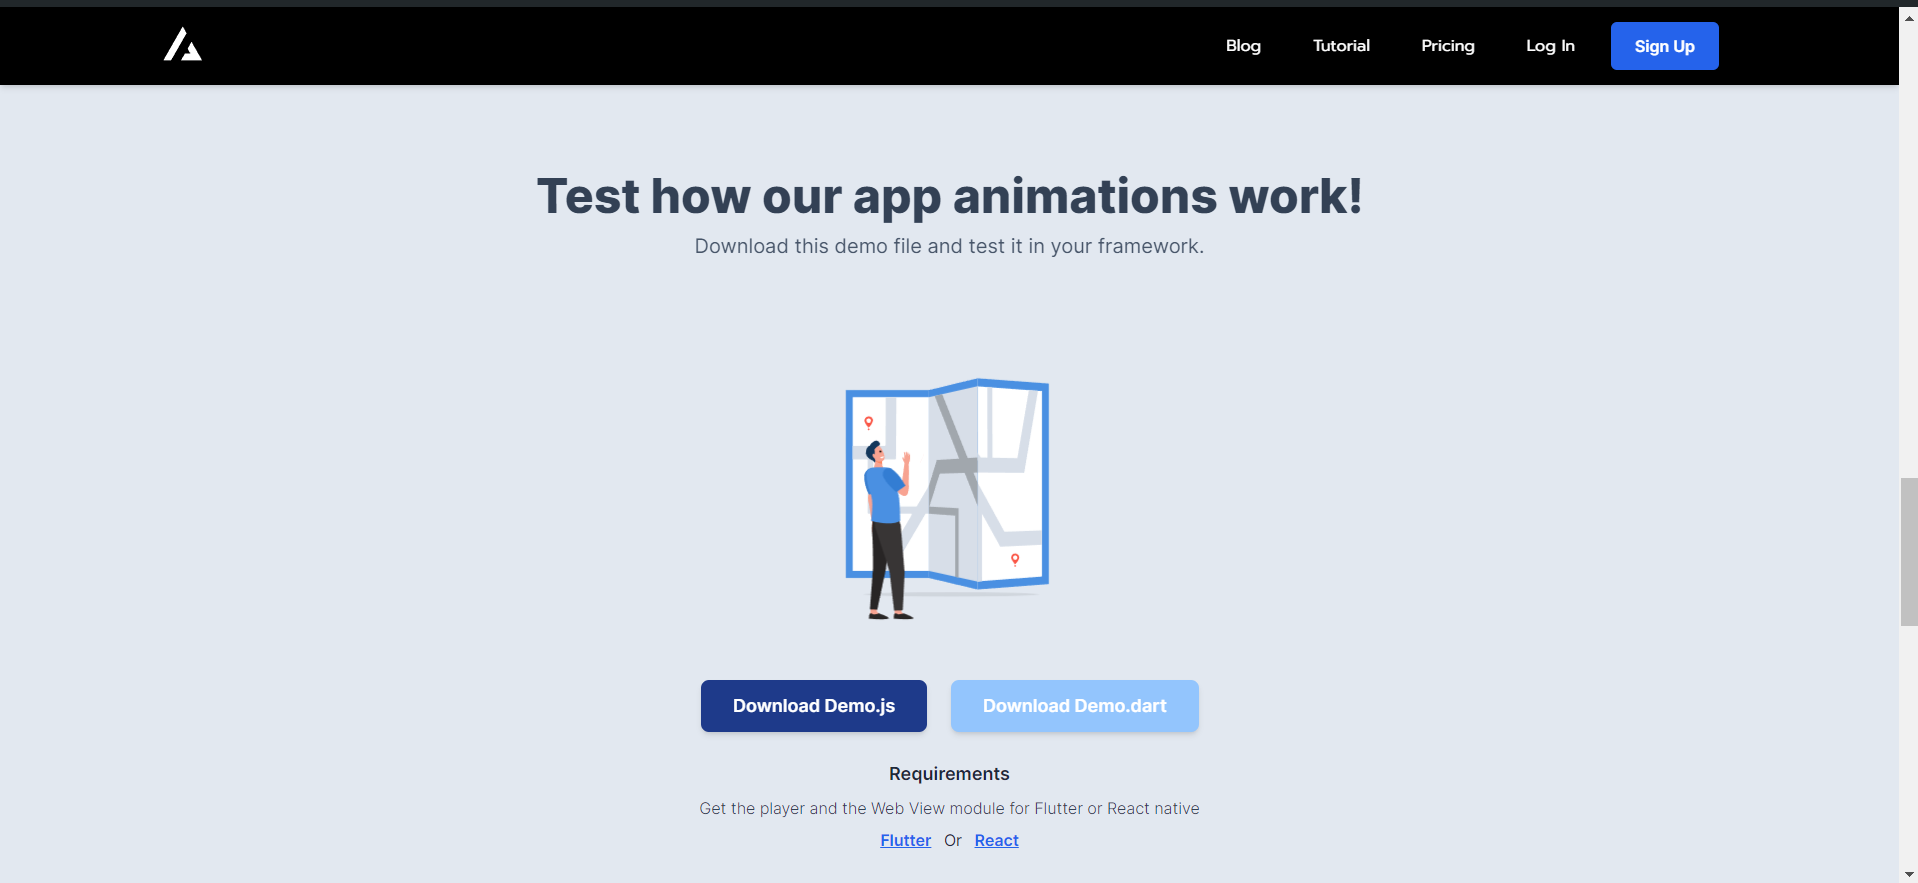 Blog Tutorial Pricing Log In Sign Up
Test how our app animations work!
Download this demo file and test it in your framework.
Download Demo.js Download Demo.dart
Requirements
Get the player and the Web View module for Flutter or React native
Flutter Or React